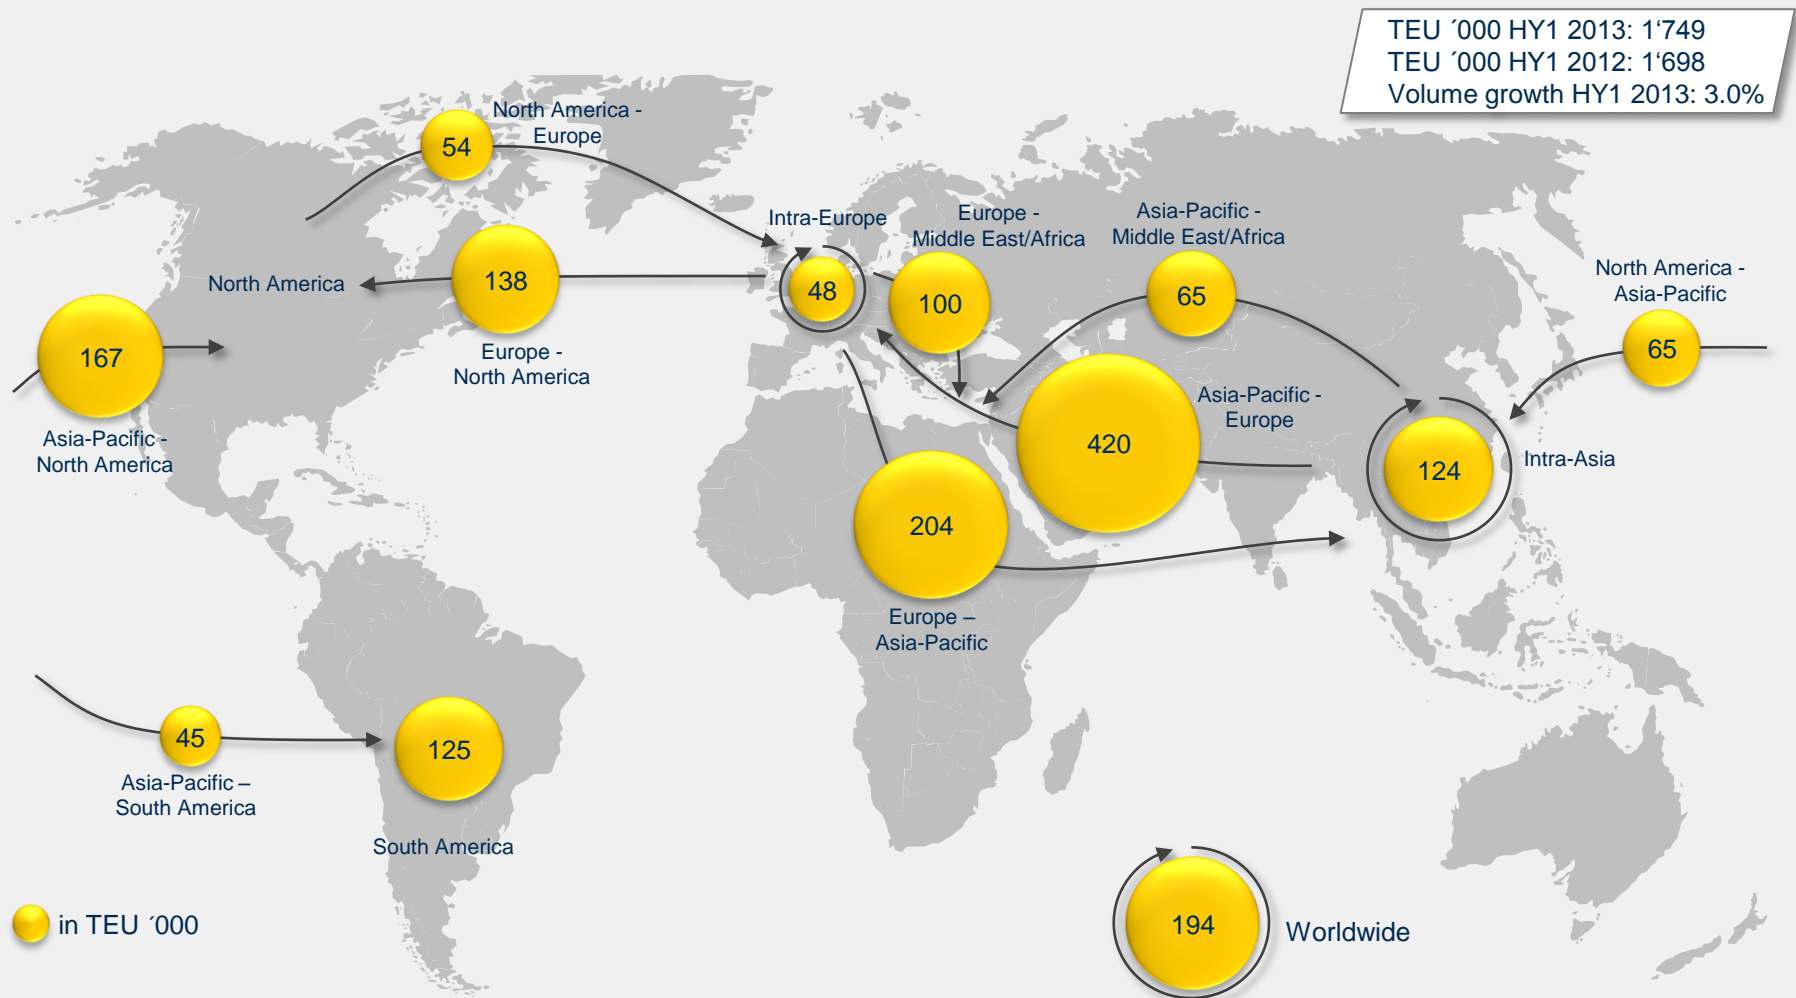 TEU ´000 HY1 2013: 1‘749
TEU ´000 HY1 2012: 1‘698
Volume growth HY1 2013: 3.0%
North America -
Europe
54
Intra-Europe
48
Europe -
Middle East/Africa
100
Asia-Pacific -
Middle East/Africa
65
North America -
Asia-Pacific
65
North America
138
Europe -
North America
167
Asia-Pacific -
North America
Asia-Pacific -
Europe
420
124
Intra-Asia
204
Europe –
Asia-Pacific
45
Asia-Pacific –
South America
125
South America
in TEU ´000
194
Worldwide